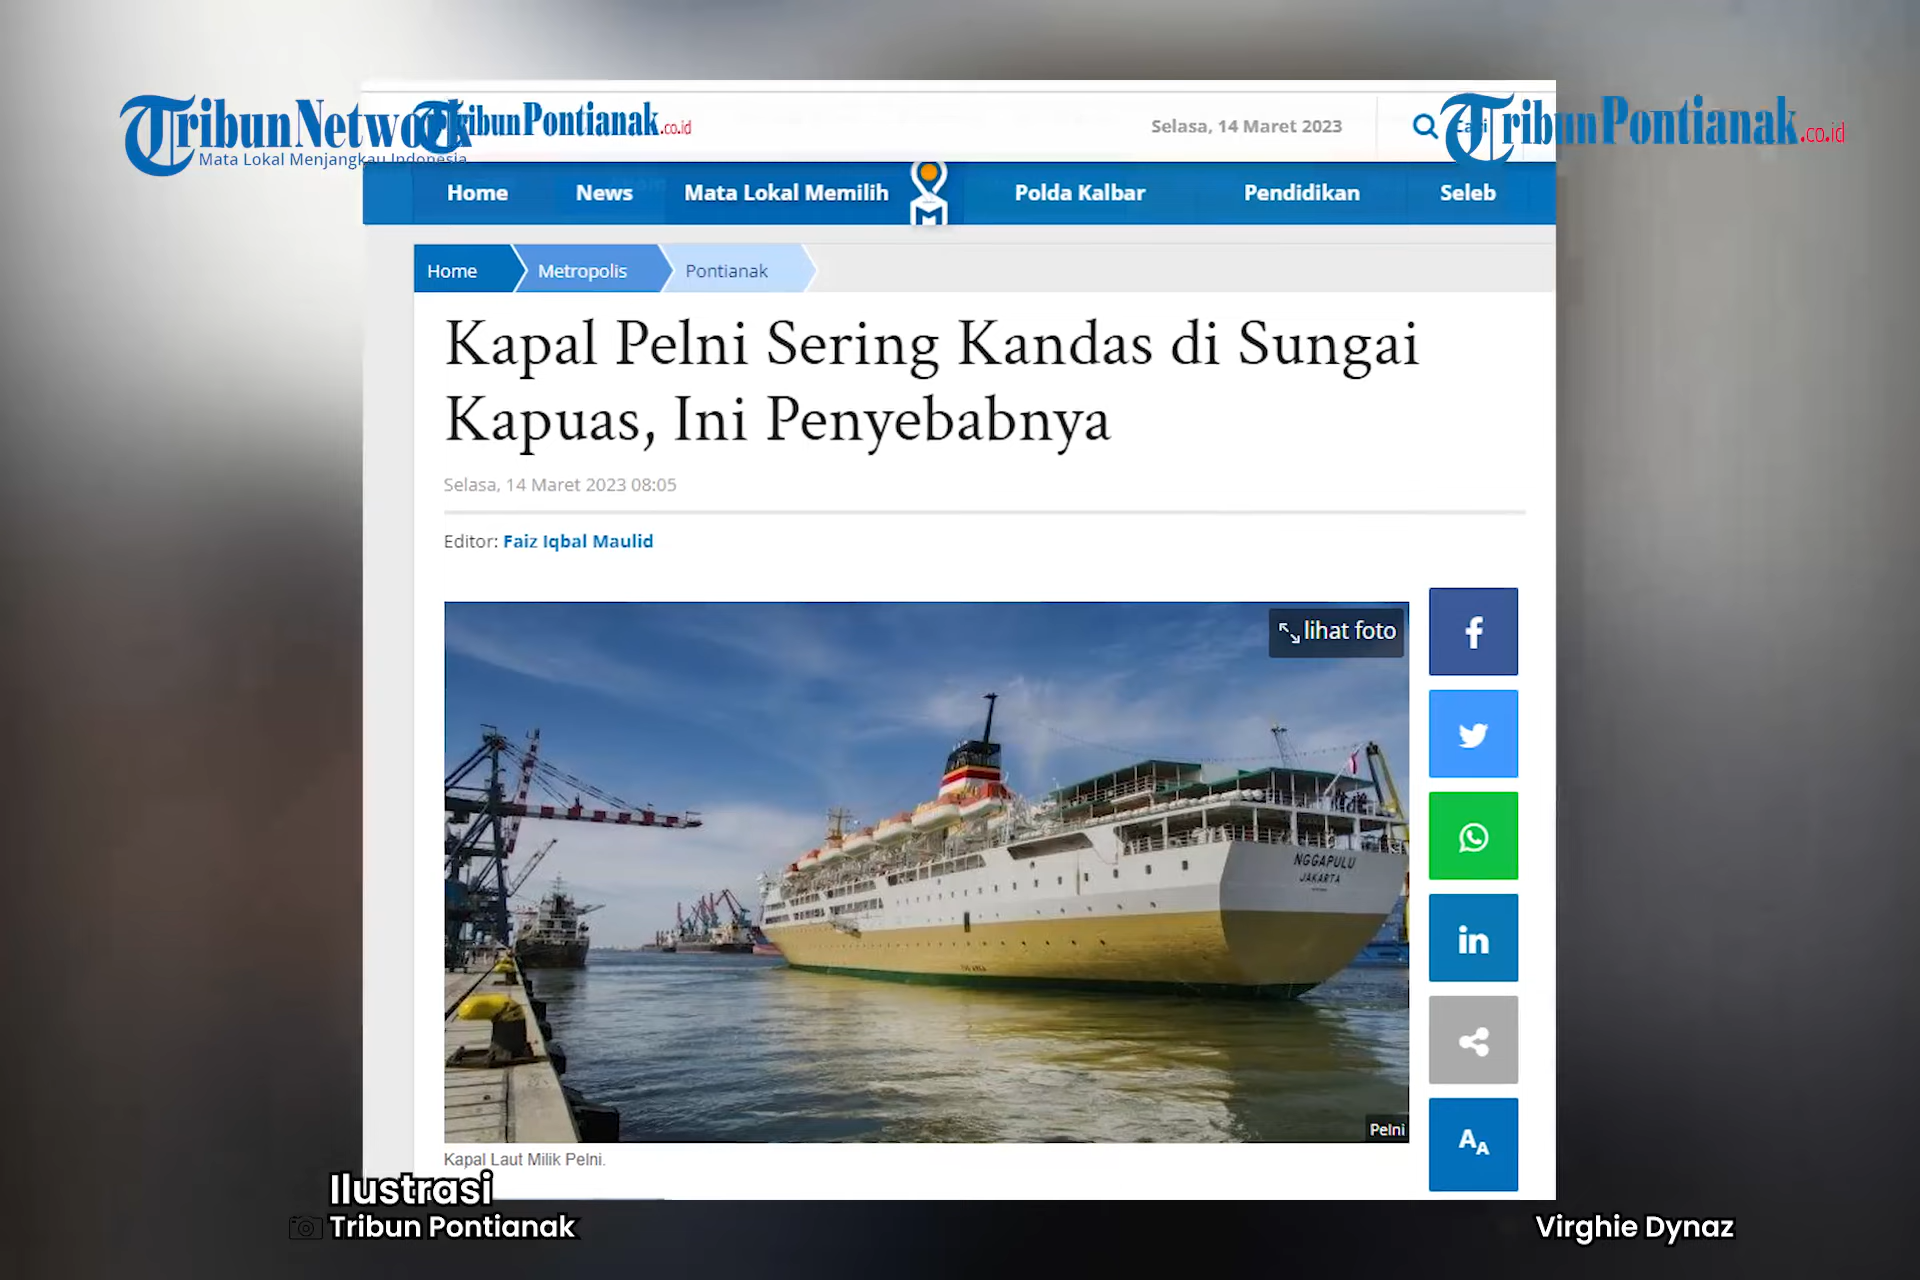 TribunNetwork
Mata Lokal Menjangkau Indonesia
TribunPontianak.co.id
Selasa, 14 Maret 2023
Cari
TribunPontianak.co.id
Home
News
Mata Lokal Memilih
M
Polda Kalbar
Pendidikan
Seleb
Home
Metropolis
Pontianak
Kapal Pelni Sering Kandas di Sungai
Kapuas, Ini Penyebabnya
Selasa, 14 Maret 2023 08:05
Editor: Faiz Iqbal Maulid
lihat foto
NGGAPULU
JAKARTA
Pelni
Kapal Laut Milik Pelni.
f
in
AA
Ilustrasi
Tribun Pontianak
Virghie Dynaz